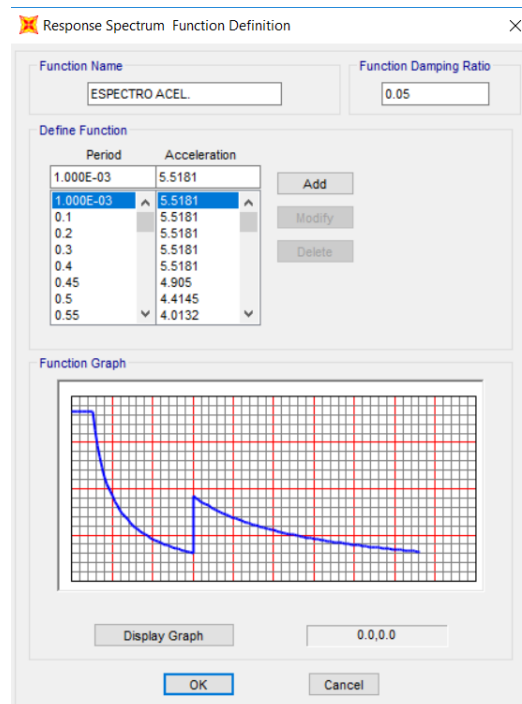 Response Spectrum Function Definition
Function Name
Function Damping Ratio
ESPECTRO ACEL.
0.05
Define Function
Period Acceleration
1.000E-03 5.5181
Add
1.000E-03 5.5181
0.1 5.5181
Modify
0.2 5.5181
0.3 5.5181
Delete
0.4 5.5181
0.45 4.905
0.5 4.4145
0.55 4.0132
Function Graph
Display Graph
0.0,0.0
OK
Cancel